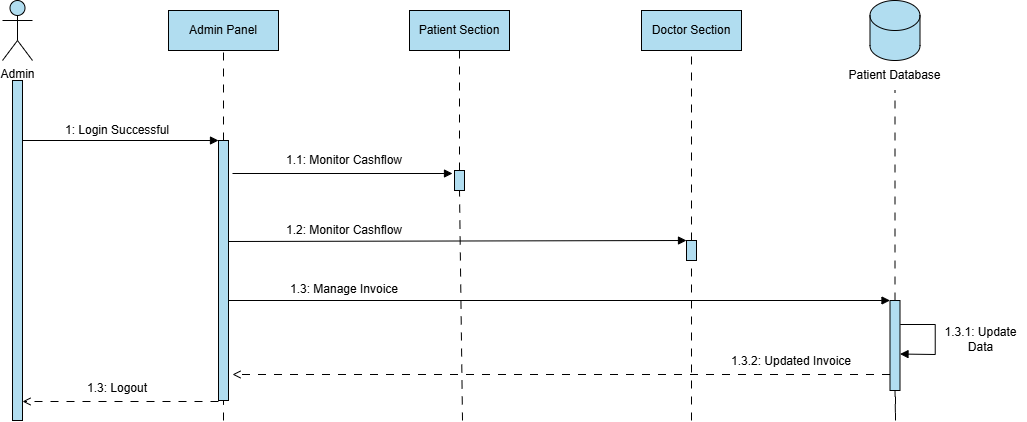 Admin Panel
Patient Section
Doctor Section
Admin
Patient Database
1: Login Successful
1.1: Monitor Cashflow
1.2: Monitor Cashflow
1.3: Manage Invoice
1.3.1: Update
Data
1.3.2: Updated Invoice
1.3: Logout